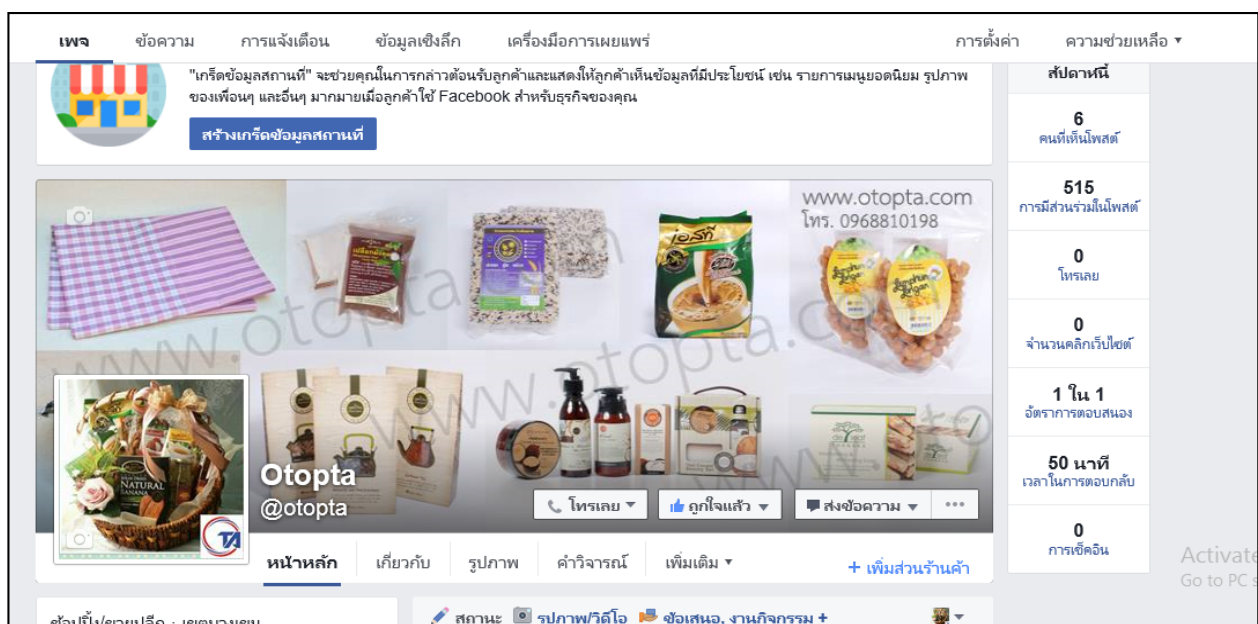 เพจ ข้อความ การแจ้งเตือน ข้อมูลเชิงลึก เครื่องมือการเผยแพร่ การตั้งค่า ความช่วยเหลือ
"เกร็ดข้อมูลสถานที่" จะช่วยคุณในการกล่าวต้อนรับลูกค้าและแสดงให้ลูกค้าเห็นข้อมูลที่มีประโยชน์ เช่น รายการเมนูยอดนิยม รูปภาพ
ของเพื่อนๆ และอื่นๆ มากมายเมื่อลูกค้าใช้ Facebook สำหรับธุรกิจของคุณ
สร้างเกร็ดข้อมูลสถานที่
สัปดาห์นี้
6
คนที่เห็นโพสต์
515
การมีส่วนร่วมในโพสต์
0
โทรเลย
0
จำนวนคลิกเว็บไซต์
1 ใน 1
อัตราการตอบสนอง
50 นาที
เวลาในการตอบกลับ
0
การเช็คอิน
www.otopta.com
โทร. 0968810198
www.otopta.com
www.otopta.com
www.oto
เอสที
NATURAL
BANANA
TA
Otopta
@otopta
โทรเลย ถูกใจแล้ว ส่งข้อความ
หน้าหลัก เกี่ยวกับ รูปภาพ คำวิจารณ์ เพิ่มเติม + เพิ่มส่วนร้านค้า
Activate
Go to PC s
สถานะ รูปภาพ/วิดีโอ ข้อเสนอ, งานกิจกรรม +